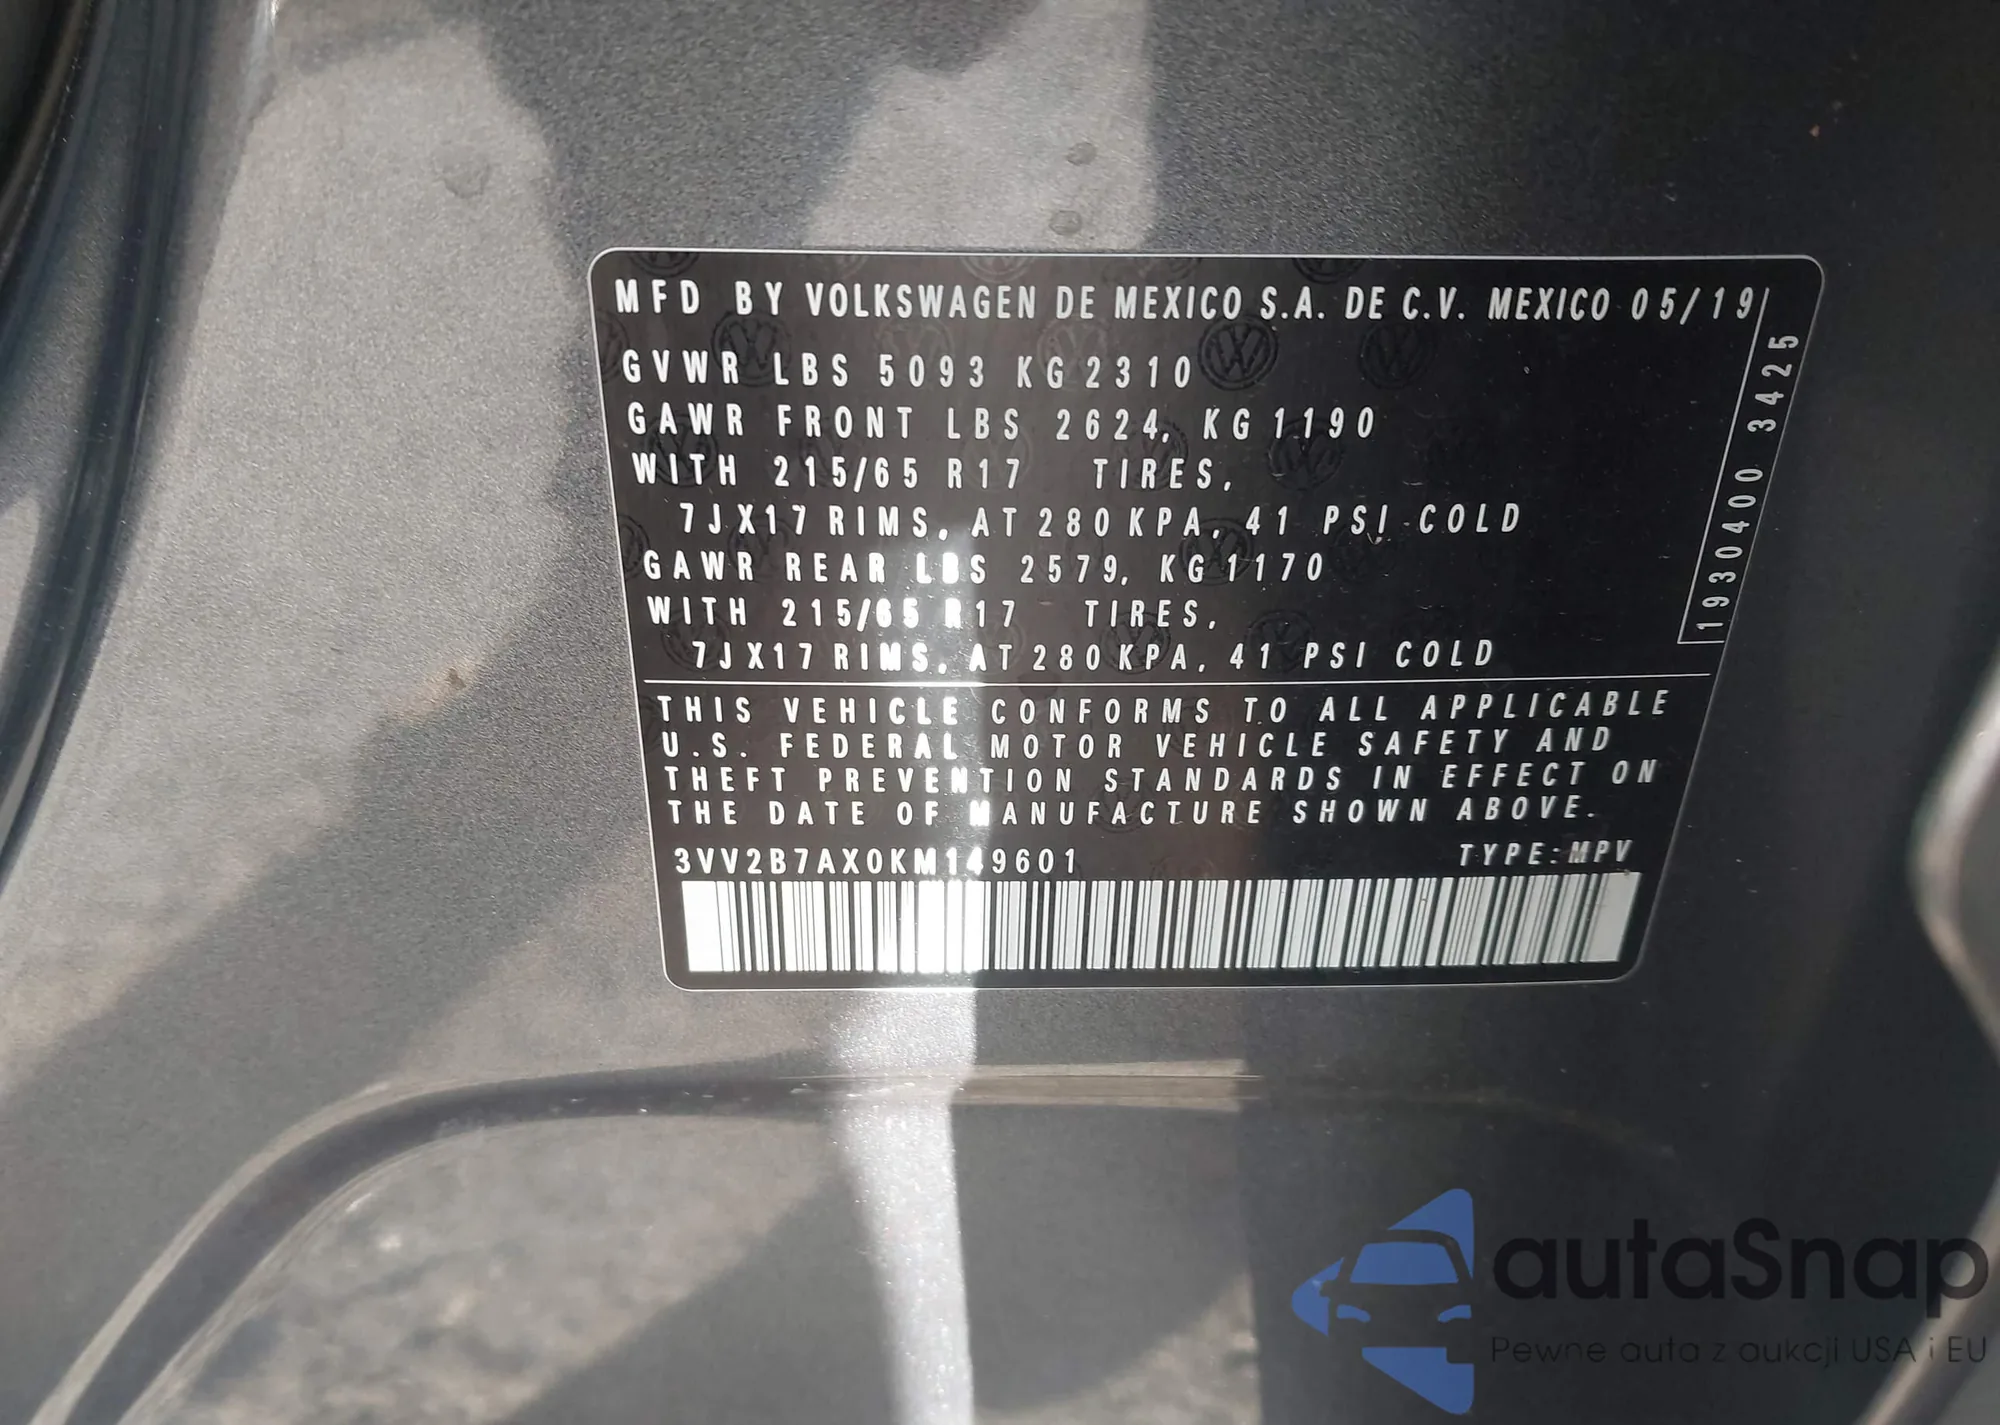 MFD BY VOLKSWAGEN DE MEXICO S.A. DE C.V. MEXICO 05/19
GVWR LBS 5093 KG 2310
GAWR FRONT LBS 2624, KG 1190
WITH 215/65 R17 TIRES,
7JX17 RIMS, AT 280 KPA, 41 PSI COLD
GAWR REAR LBS 2579, KG 1170
WITH 215/65 R17 TIRES,
7JX17 RIMS, AT 280 KPA, 41 PSI COLD
1930400 3425
THIS VEHICLE CONFORMS TO ALL APPLICABLE
U.S. FEDERAL MOTOR VEHICLE SAFETY AND
THEFT PREVENTION STANDARDS IN EFFECT ON
THE DATE OF MANUFACTURE SHOWN ABOVE.
3VV2B7AX0KM149601 TYPE: MPV
autaSnap
Pewne auta z aukcji USA i EU